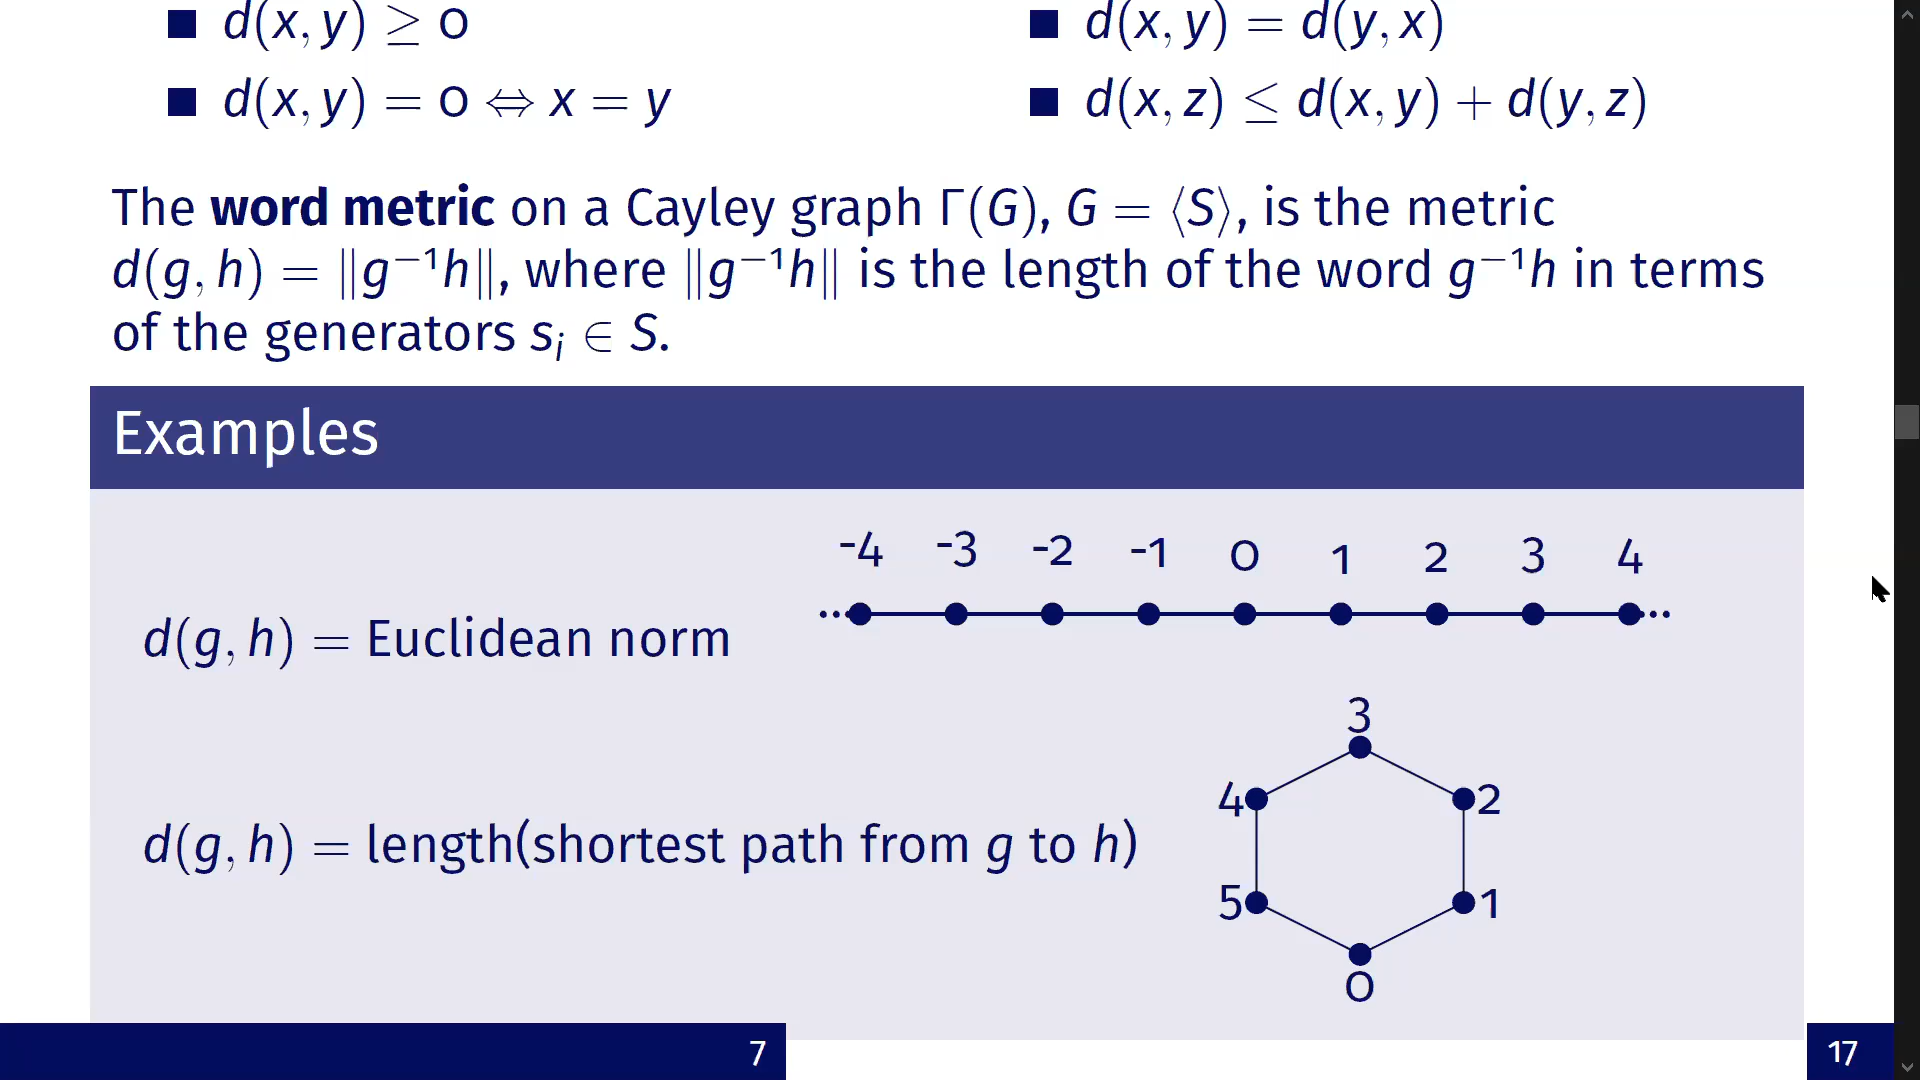 d(x, y) ≥ 0
d(x, y) = d(y, x)
d(x, y) = 0 ⇔ x = y
d(x, z) ≤ d(x, y) + d(y, z)
The word metric on a Cayley graph Γ(G), G = ⟨S⟩, is the metric
d(g, h) = ‖g⁻¹h‖, where ‖g⁻¹h‖ is the length of the word g⁻¹h in terms
of the generators sᵢ ∈ S.
Examples
-4 -3 -2 -1 0 1 2 3 4
d(g, h) = Euclidean norm
3
4 2
d(g, h) = length(shortest path from g to h)
5 1
0
7 17